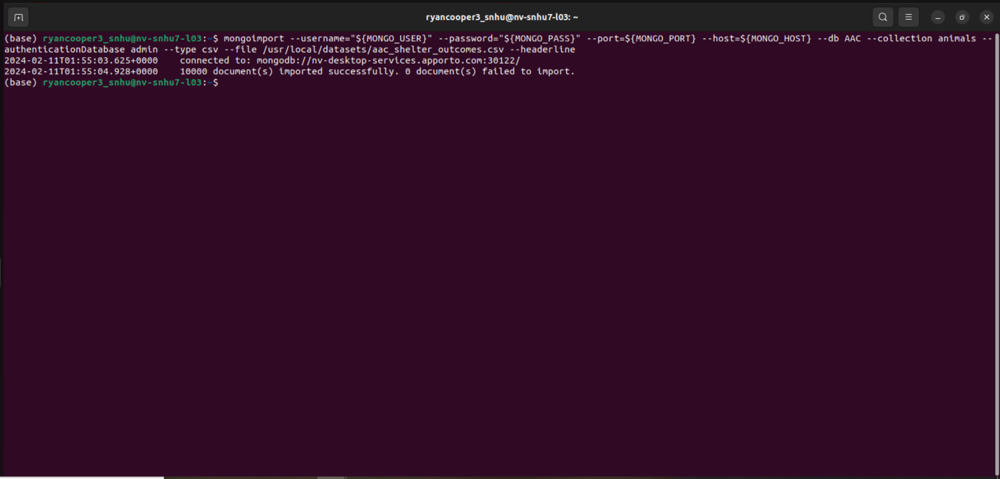 ryancooper3_snhu@nv-snhu7-l03: ~
(base) ryancooper3_snhu@nv-snhu7-l03:~$ mongoimport --username="${MONGO_USER}" --password="${MONGO_PASS}" --port=${MONGO_PORT} --host=${MONGO_HOST} --db AAC --collection animals --
authenticationDatabase admin --type csv --file /usr/local/datasets/aac_shelter_outcomes.csv --headerline
2024-02-11T01:55:03.625+0000    connected to: mongodb://nv-desktop-services.apporto.com:30122/
2024-02-11T01:55:04.928+0000    10000 document(s) imported successfully. 0 document(s) failed to import.
(base) ryancooper3_snhu@nv-snhu7-l03:~$